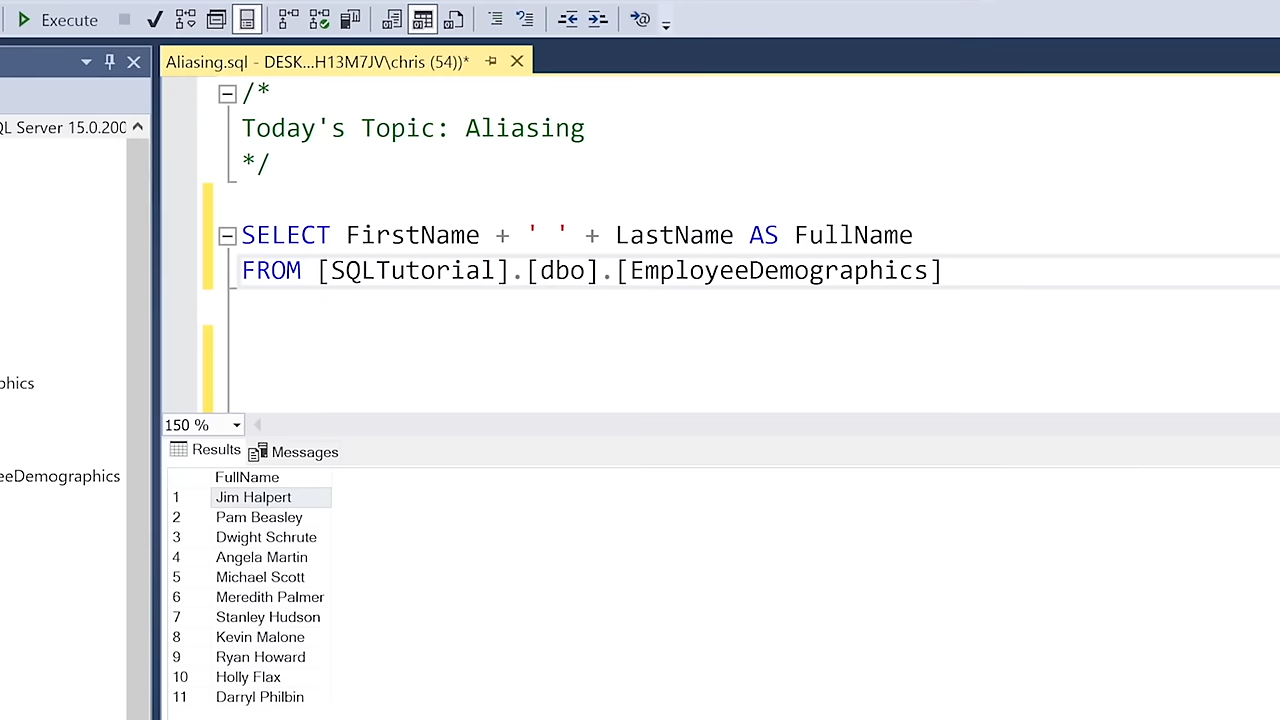 Execute
Aliasing.sql - DESK...H13M7JV\chris (54))*
QL Server 15.0.200
/*
Today's Topic: Aliasing
*/
SELECT FirstName + ' ' + LastName AS FullName
FROM [SQLTutorial].[dbo].[EmployeeDemographics]
phics
eeDemographics
150 %
Results Messages
FullName
1 Jim Halpert
2 Pam Beasley
3 Dwight Schrute
4 Angela Martin
5 Michael Scott
6 Meredith Palmer
7 Stanley Hudson
8 Kevin Malone
9 Ryan Howard
10 Holly Flax
11 Darryl Philbin